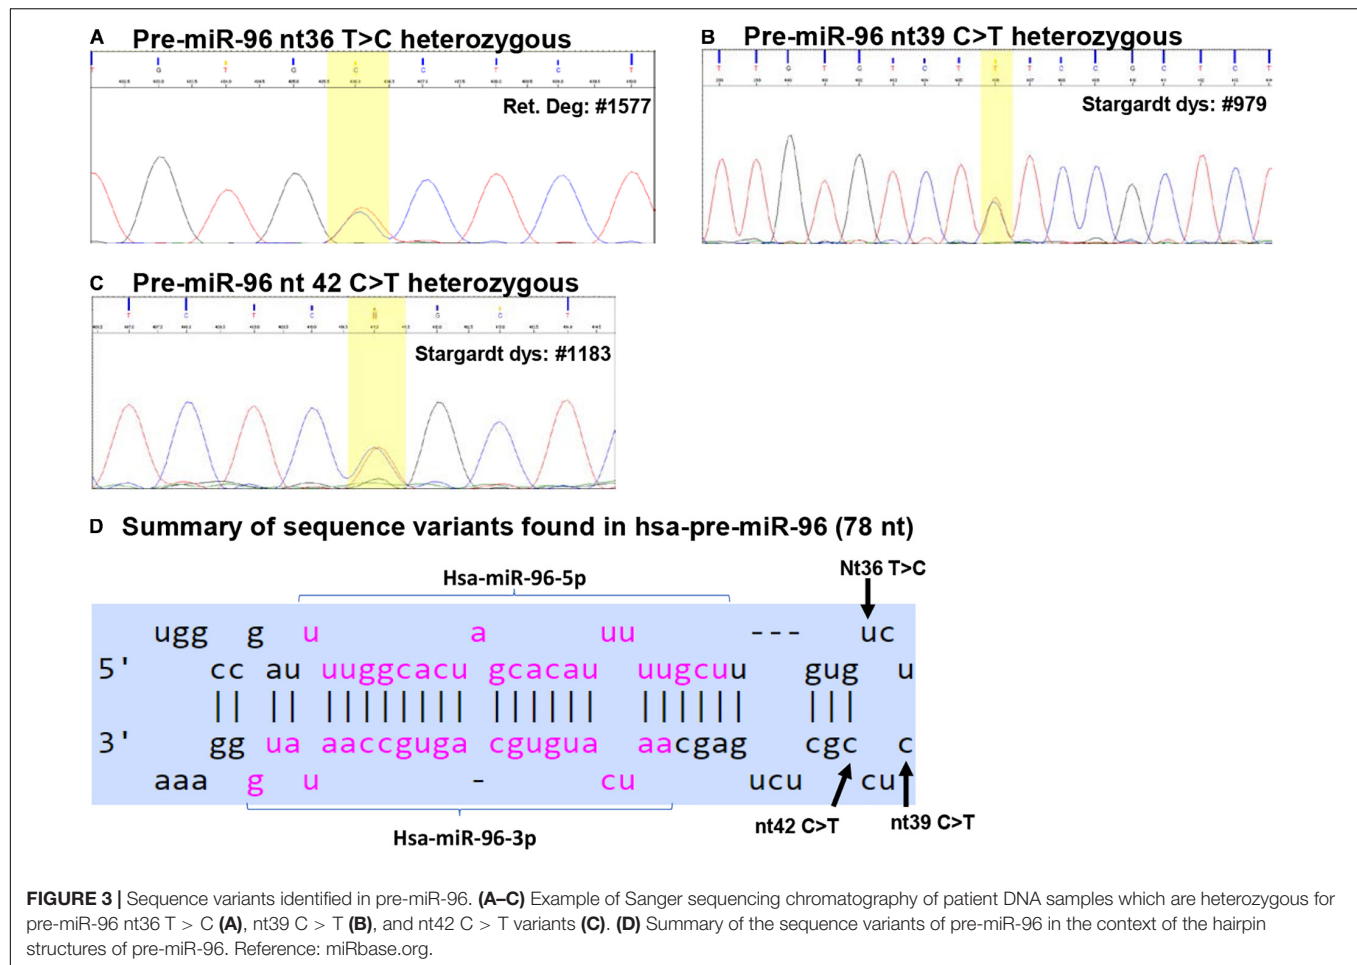 A Pre-miR-96 nt36 T>C heterozygous
T G T G C C T C T
Ret. Deg: #1577
B Pre-miR-96 nt39 C>T heterozygous
T T G T G T C T T T C C G C T C T
Stargardt dys: #979
C Pre-miR-96 nt 42 C>T heterozygous
T C T C N G C T
Stargardt dys: #1183
D Summary of sequence variants found in hsa-pre-miR-96 (78 nt)
Nt36 T>C
Hsa-miR-96-5p
ugg g u a uu --- uc
5' cc au uuggcacu gcacau uugcuu gug u
|| || |||||||| |||||| |||||| |||
3' gg ua aaccguga cgugua aacgag cgc c
aaa g u - cu ucu cu
nt42 C>T nt39 C>T
Hsa-miR-96-3p
FIGURE 3 | Sequence variants identified in pre-miR-96. (A–C) Example of Sanger sequencing chromatography of patient DNA samples which are heterozygous for
pre-miR-96 nt36 T > C (A), nt39 C > T (B), and nt42 C > T variants (C). (D) Summary of the sequence variants of pre-miR-96 in the context of the hairpin
structures of pre-miR-96. Reference: miRbase.org.